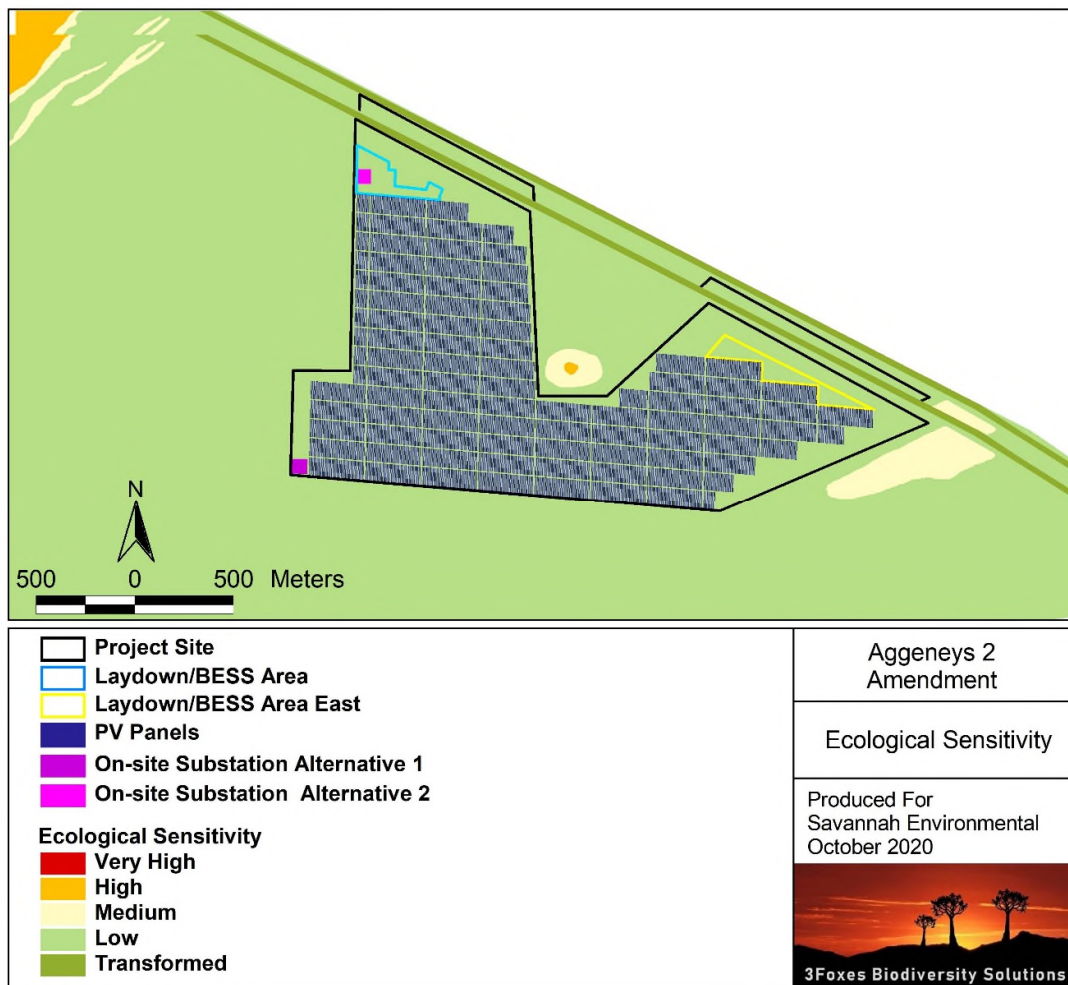 N
500 0 500 Meters
Project Site
Laydown/BESS Area
Laydown/BESS Area East
PV Panels
On-site Substation Alternative 1
On-site Substation Alternative 2
Ecological Sensitivity
Very High
High
Medium
Low
Transformed
Aggeneys 2
Amendment
Ecological Sensitivity
Produced For
Savannah Environmental
October 2020
3Foxes Biodiversity Solutions